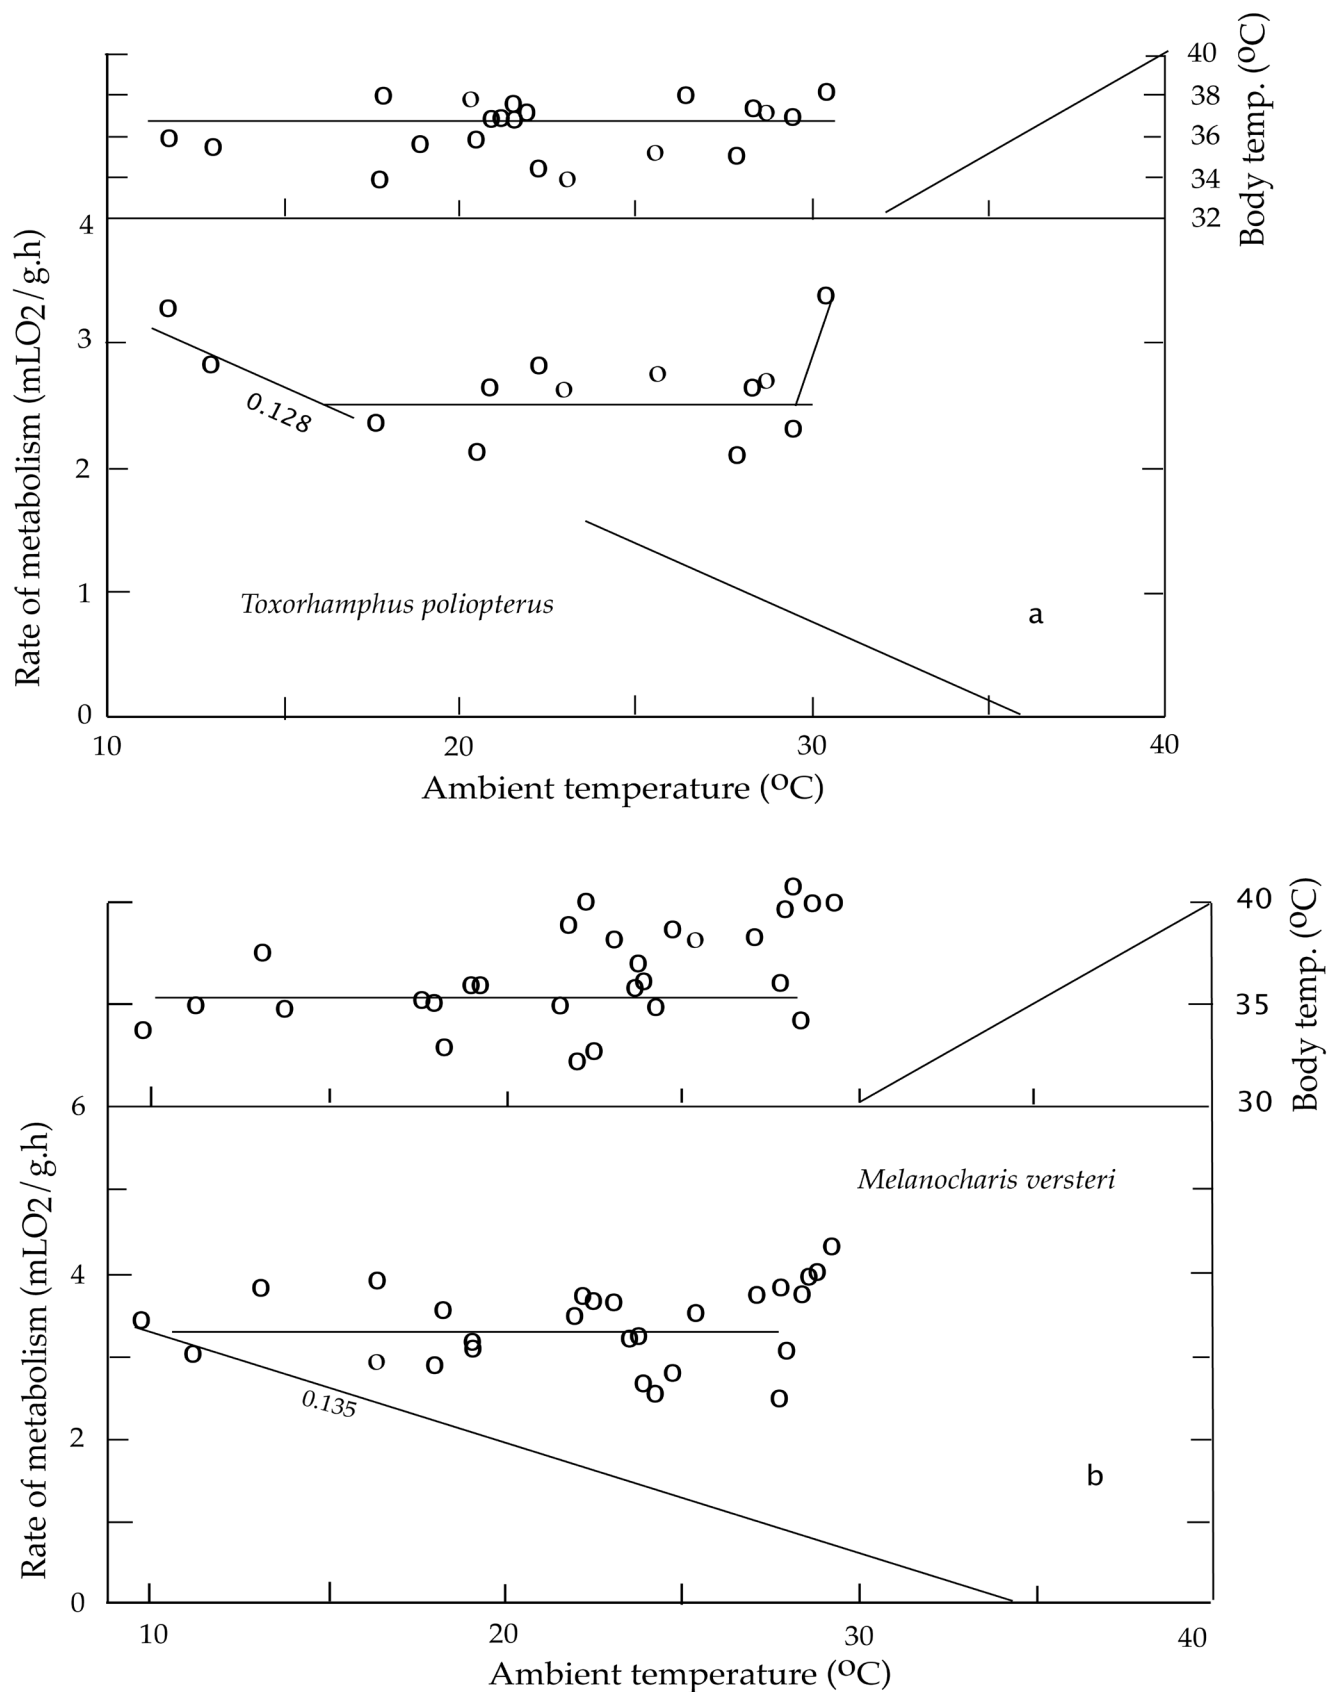 40
38
36
34
32
Body temp. (ºC)
4
3
2
1
0
Rate of metabolism (mLO2/g.h)
0.128
Toxorhamphus poliopterus
a
10
20
30
40
Ambient temperature (ºC)
40
35
30
Body temp. (ºC)
6
4
2
0
Rate of metabolism (mLO2/g.h)
Melanocharis versteri
0.135
b
10
20
30
40
Ambient temperature (ºC)